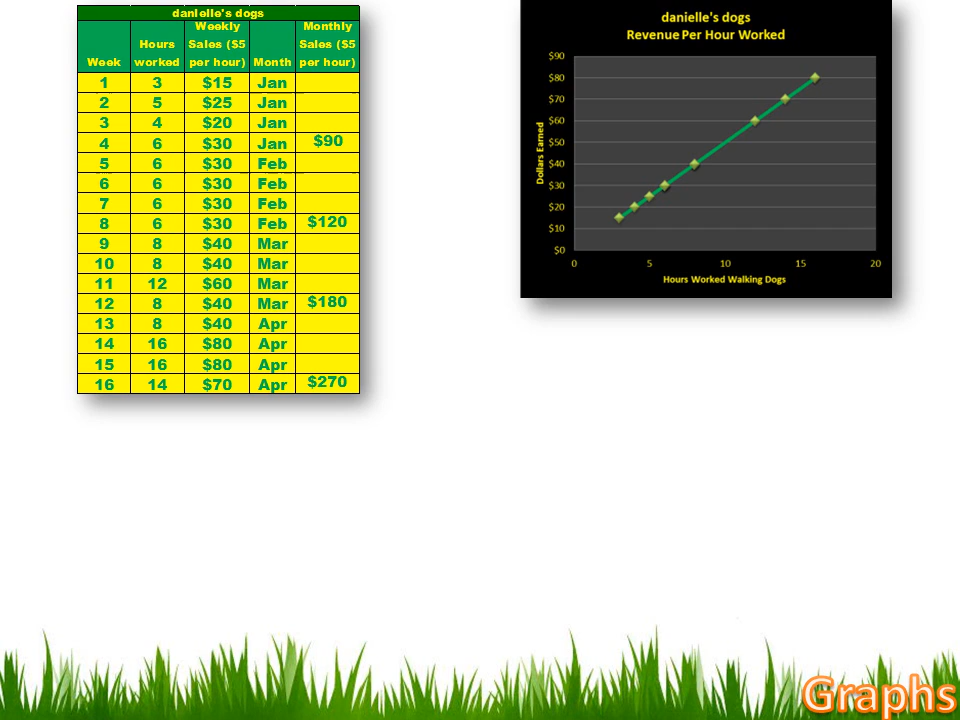 danielle's dogs
Week Hours worked Weekly Sales ($5 per hour) Month Monthly Sales ($5 per hour)
1 3 $15 Jan
2 5 $25 Jan
3 4 $20 Jan
4 6 $30 Jan $90
5 6 $30 Feb
6 6 $30 Feb
7 6 $30 Feb
8 6 $30 Feb $120
9 8 $40 Mar
10 8 $40 Mar
11 12 $60 Mar
12 8 $40 Mar $180
13 8 $40 Apr
14 16 $80 Apr
15 16 $80 Apr
16 14 $70 Apr $270
danielle's dogs
Revenue Per Hour Worked
Dollars Earned
$90
$80
$70
$60
$50
$40
$30
$20
$10
$0
0 5 10 15 20
Hours Worked Walking Dogs
Graphs